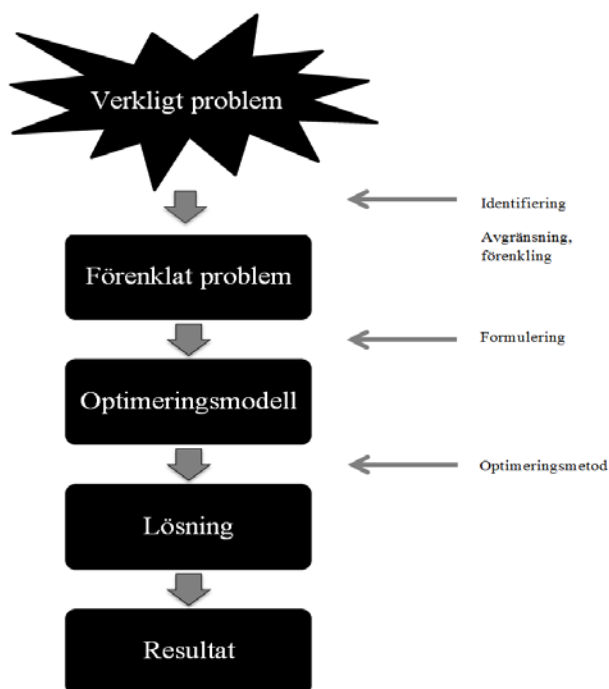 Verkligt problem
Identifiering
Avgränsning,
förenkling
Förenklat problem
Formulering
Optimeringsmodell
Optimeringsmetod
Lösning
Resultat